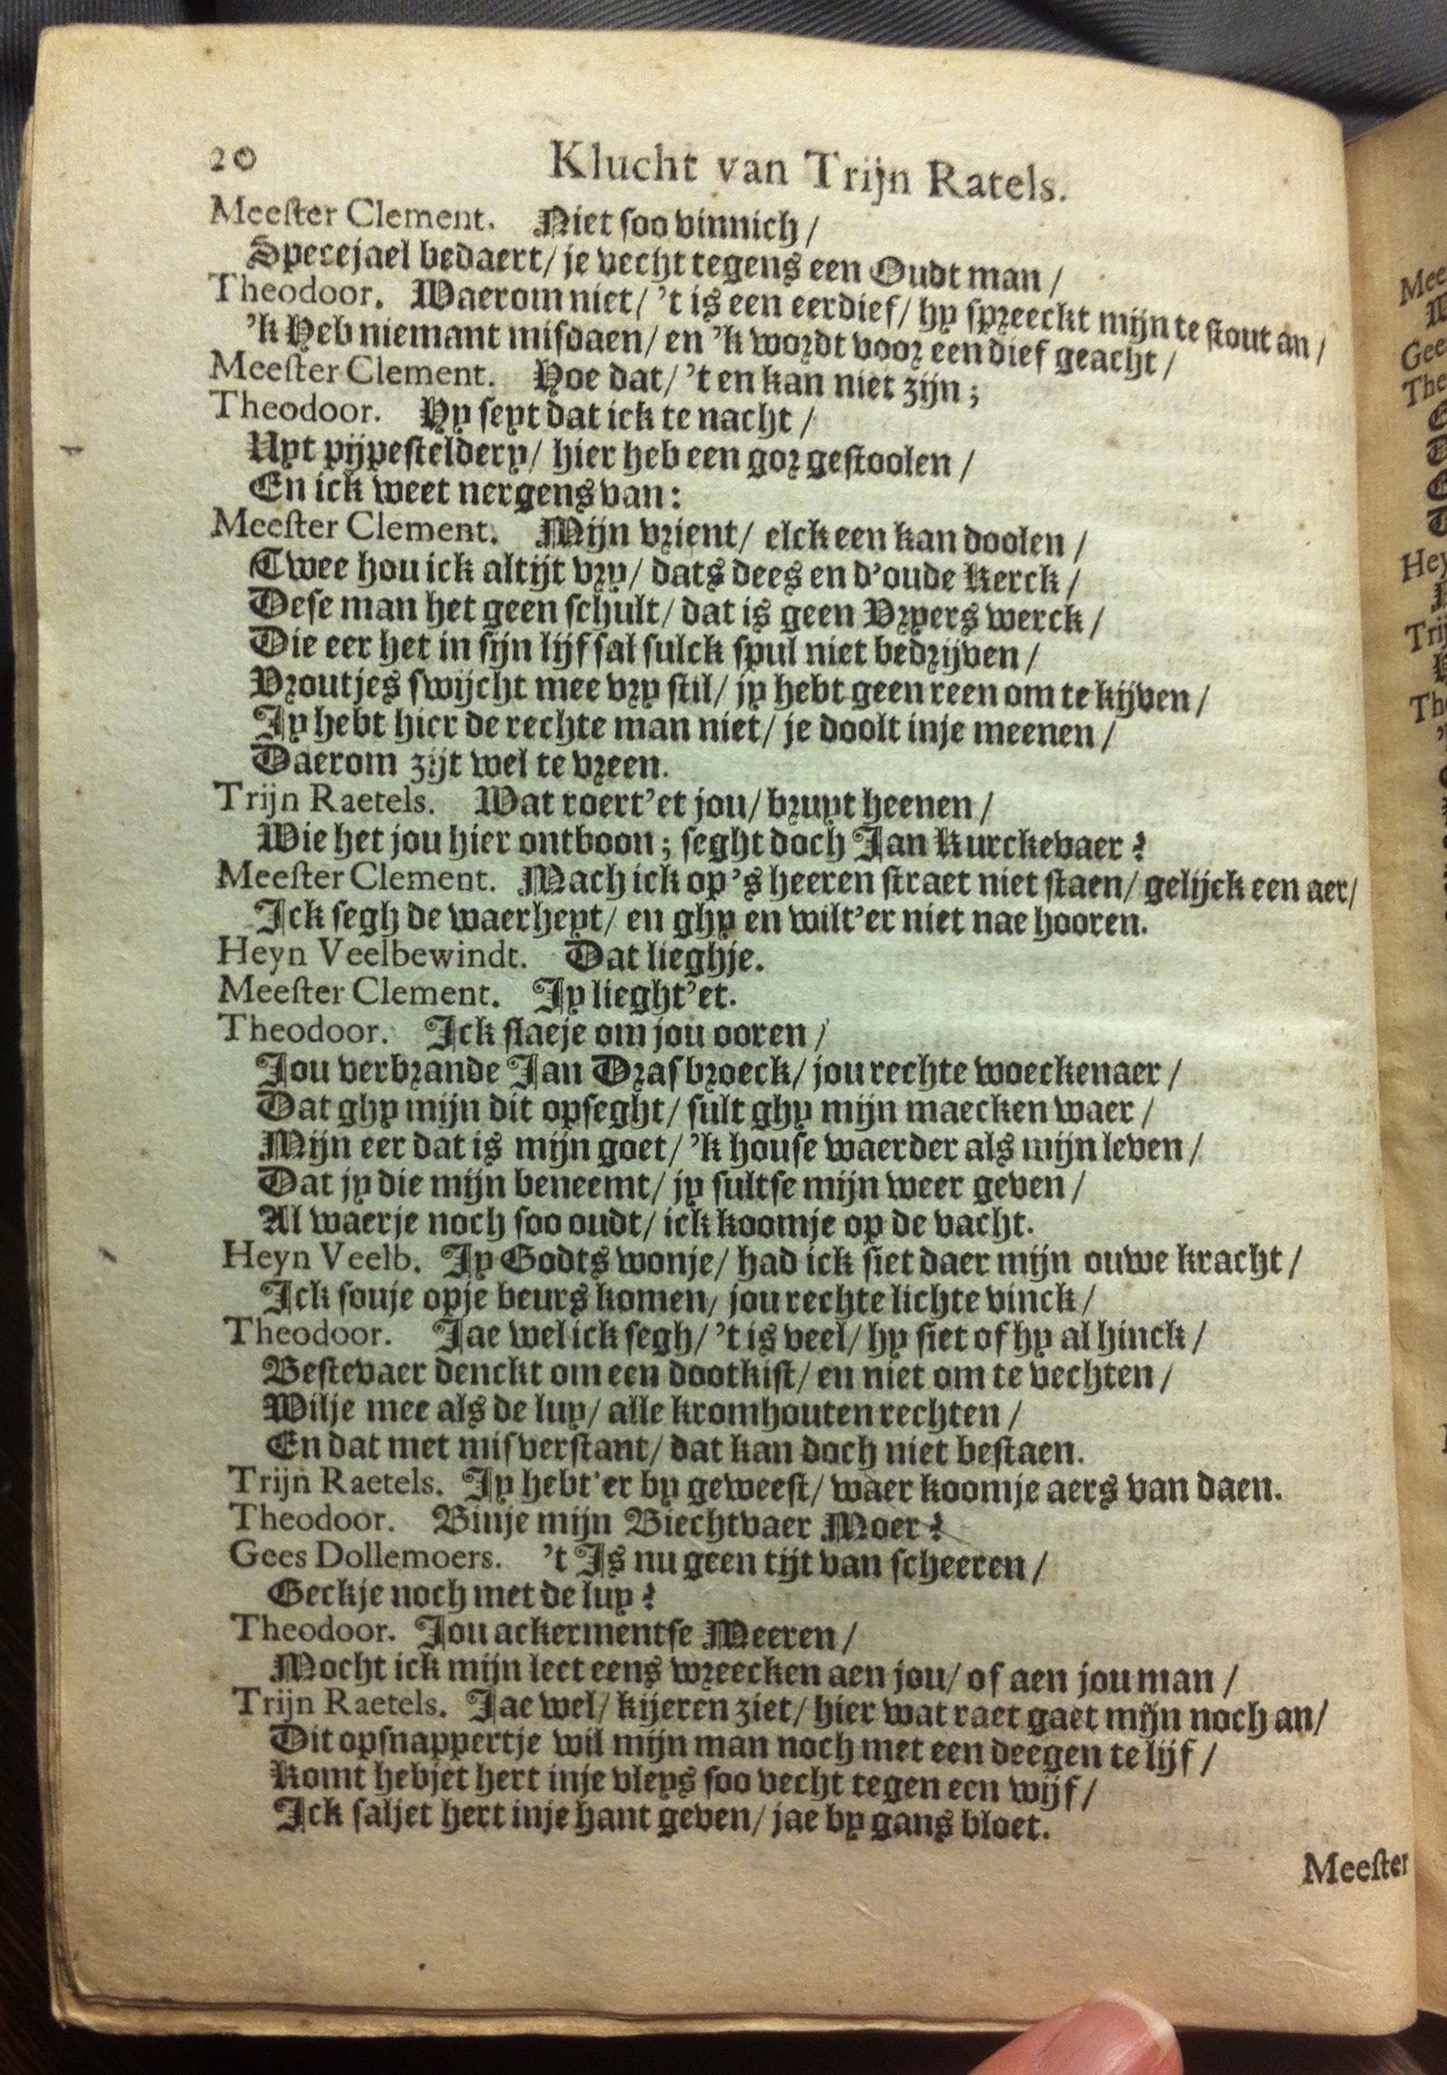 20 Klucht van Trijn Ratels.
Meester Clement. Niet soo vinnich /
Specejael bedaert / je vecht tegens een Oudt man /
Theodoor. Waerom niet / 't is een eerdief / hy spreeckt mijn te stout an /
'k Heb niemant misdaen / en 'k wordt voor een dief geacht /
Meester Clement. Hoe dat / 't en kan niet zijn ;
Theodoor. Hy seyt dat ick te nacht /
Uyt pijpesteldery / hier heb een gor gestoolen /
En ick weet nergens van :
Meester Clement. Mijn vrient / elck een kan doolen /
Twee hou ick altijt vry / dats dees en d'oude Kerck /
Dese man het geen schult / dat is geen Vryers werck /
Die eer het in sijn lijf sal sulck spul niet bedrijven /
Vroutjes swijcht mee vry stil / jy hebt geen reen om te kijven /
Jy hebt hier de rechte man niet / je doolt inje meenen /
Daerom zijt wel te vreen.
Trijn Raetels. Wat roert'et jou / bruyt heenen /
Wie het jou hier ontboon ; seght doch Jan Kurckevaer ?
Meester Clement. Mach ick op 's heeren straet niet staen / gelijck een aer /
Ick segh de waerheyt / en ghy en wilt'er niet nae hooren.
Heyn Veelbewindt. Dat lieghje.
Meester Clement. Jy lieght'et.
Theodoor. Ick slaeje om jou ooren /
Jou verbrande Jan Drasbroeck / jou rechte woeckenaer /
Dat ghy mijn dit opseght / sult ghy mijn maecken waer /
Mijn eer dat is mijn goet / 'k house waerder als mijn leven /
Dat jy die mijn beneemt / jy sultse mijn weer geven /
Al waerje noch soo oudt / ick koomje op de vacht.
Heyn Veelb. Jy Godts wonje / had ick siet daer mijn ouwe kracht /
Ick souje opje beurs komen / jou rechte lichte vinck /
Theodoor. Jae wel ick segh / 't is veel / hy siet of hy al hinck /
Bestevaer denckt om een dootkist / en niet om te vechten /
Wilje mee als de luy / alle kromhouten rechten /
En dat met misverstant / dat kan doch niet bestaen.
Trijn Raetels. Jy hebt'er by geweest / waer koomje aers van daen.
Theodoor. Binje mijn Biechtvaer Moer ?
Gees Dollemoers. 't Is nu geen tijt van scheeren /
Geckje noch met de luy ?
Theodoor. Jou ackermentse Meeren /
Mocht ick mijn leet eens wreecken aen jou / of aen jou man /
Trijn Raetels. Jae wel / kijeren ziet / hier wat raet gaet mijn noch an /
Dit opsnappertje wil mijn man noch met een deegen te lijf /
Komt hebjet hert inje vleys soo vecht tegen een wijf /
Ick saljet hert inje hant geven / jae by gans bloet.
Meester